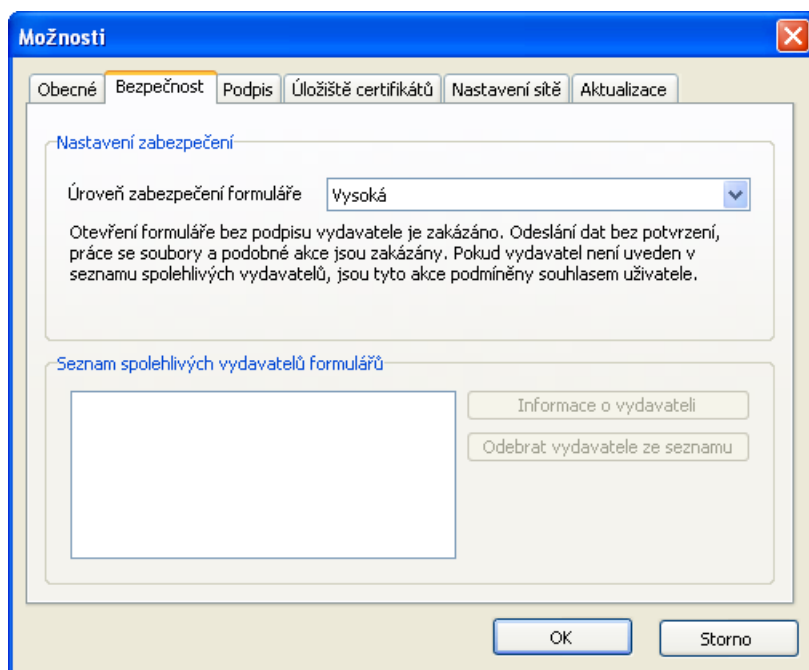 Možnosti
Obecné Bezpečnost Podpis Úložiště certifikátů Nastavení sítě Aktualizace
Nastavení zabezpečení
Úroveň zabezpečení formuláře Vysoká
Otevření formuláře bez podpisu vydavatele je zakázáno. Odeslání dat bez potvrzení,
práce se soubory a podobné akce jsou zakázány. Pokud vydavatel není uveden v
seznamu spolehlivých vydavatelů, jsou tyto akce podmíněny souhlasem uživatele.
Seznam spolehlivých vydavatelů formulářů
Informace o vydavateli
Odebrat vydavatele ze seznamu
OK Storno